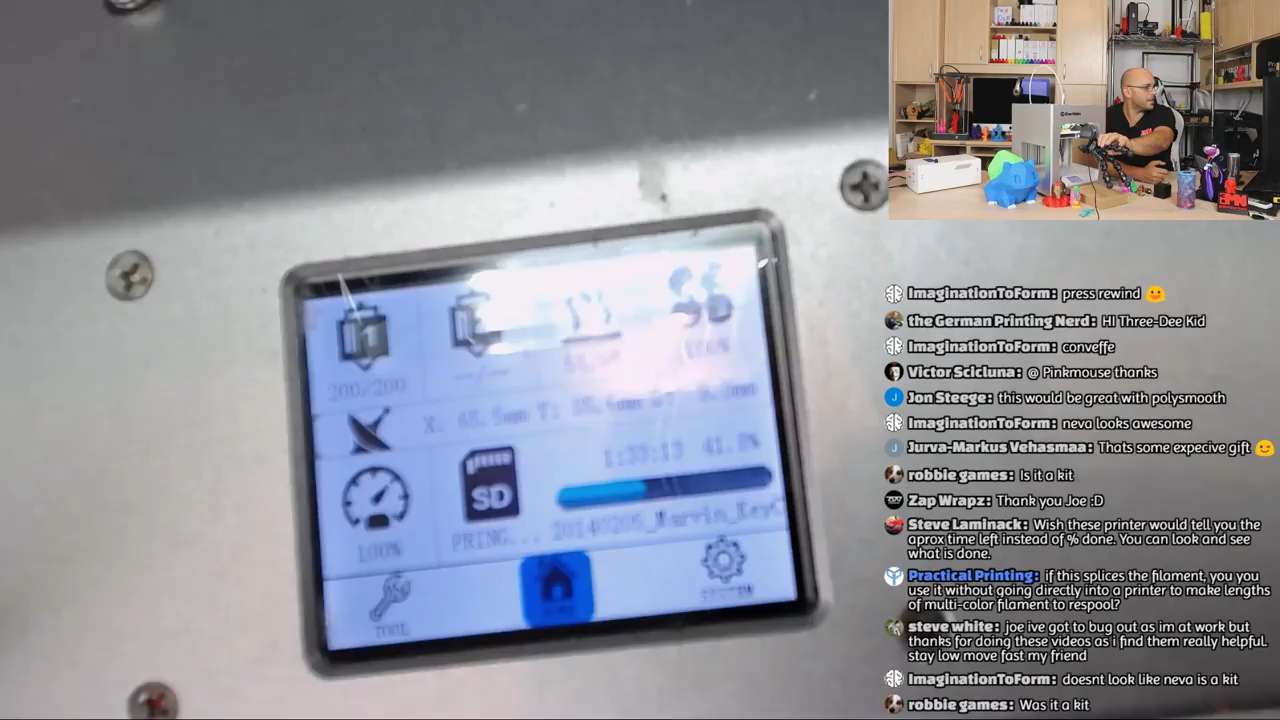 200/200
1:33:13 41.8%
SD
100%
PRING...
20140205_Marvin_Key
TOOL
SYSTEM
ImaginationToForm: press rewind
the German Printing Nerd: HI Three-Dee Kid
ImaginationToForm: conveffe
Victor Scicluna: @ Pinkmouse thanks
Jon Steege: this would be great with polysmooth
ImaginationToForm: neva looks awesome
Jurva-Markus Vehasmaa: Thats some expecive gift
robbie games: Is it a kit
Zap Wrapz: Thank you Joe :D
Steve Laminack: Wish these printer would tell you the
aprox time left instead of % done. You can look and see
what is done.
Practical Printing: if this splices the filament, you you
use it without going directly into a printer to make lengths
of multi-color filament to respool?
steve white: joe ive got to bug out as im at work but
thanks for doing these videos as i find them really helpful.
stay low move fast my friend
ImaginationToForm: doesnt look like neva is a kit
robbie games: Was it a kit